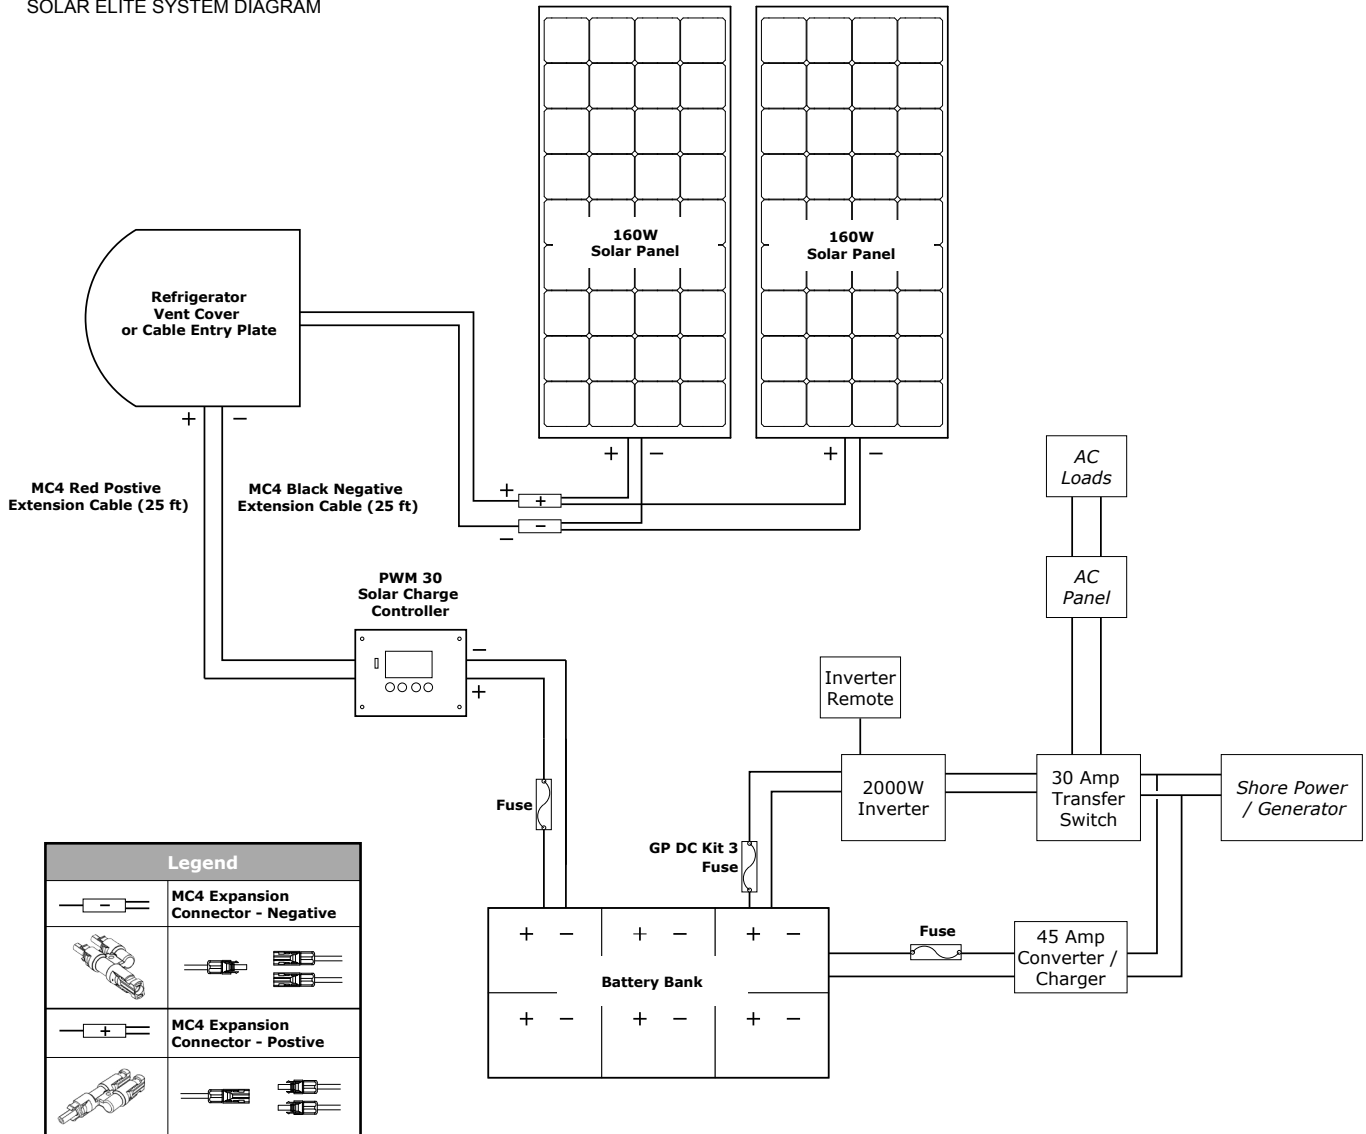 SOLAR ELITE SYSTEM DIAGRAM
160W
Solar Panel
160W
Solar Panel
Refrigerator
Vent Cover
or Cable Entry Plate
+ −
+ −
+ −
MC4 Red Postive
Extension Cable (25 ft)
MC4 Black Negative
Extension Cable (25 ft)
+
+
−
−
AC
Loads
AC
Panel
PWM 30
Solar Charge
Controller
−
+
Inverter
Remote
2000W
Inverter
30 Amp
Transfer
Switch
Shore Power
/ Generator
Fuse
GP DC Kit 3
Fuse
Fuse
45 Amp
Converter /
Charger
+ − + − + −
Battery Bank
+ − + − + −
Legend
−
MC4 Expansion
Connector - Negative
+
MC4 Expansion
Connector - Postive